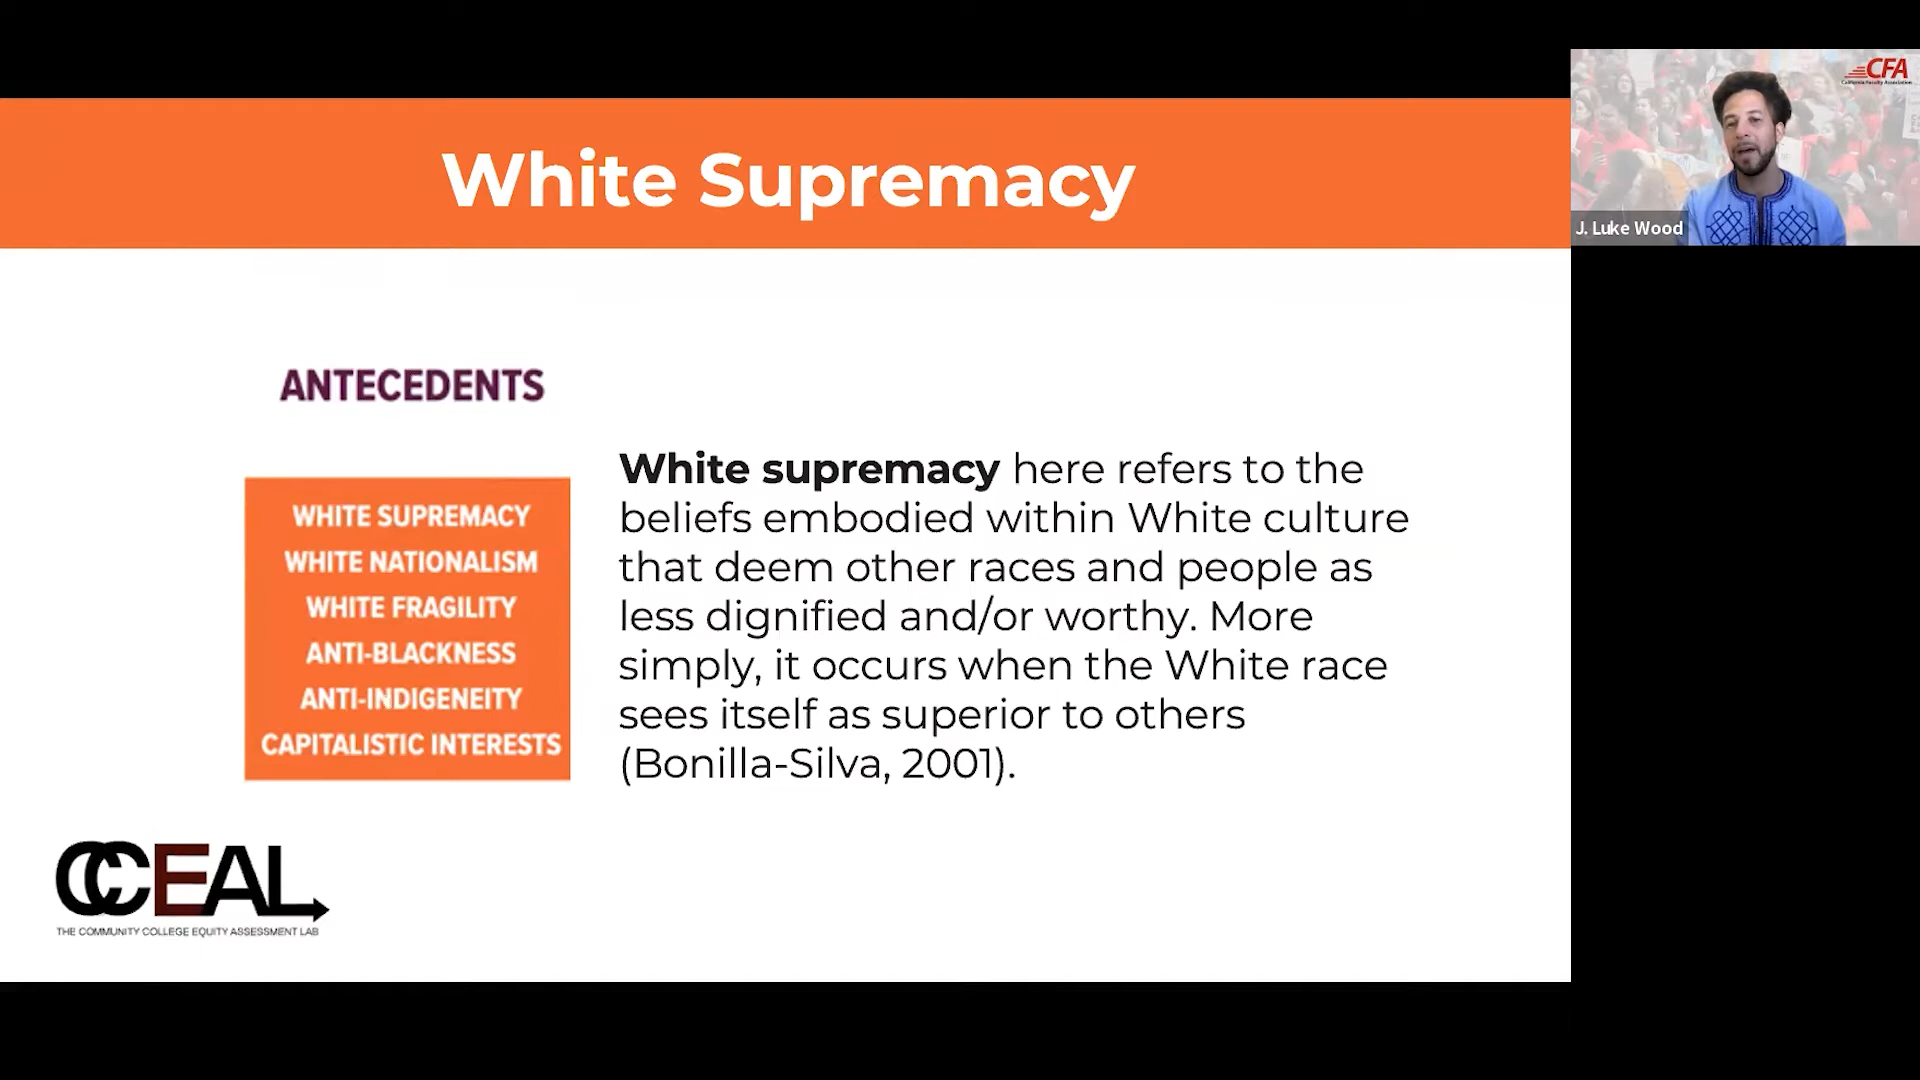 White Supremacy
ANTECEDENTS
WHITE SUPREMACY
WHITE NATIONALISM
WHITE FRAGILITY
ANTI-BLACKNESS
ANTI-INDIGENEITY
CAPITALISTIC INTERESTS
White supremacy here refers to the
beliefs embodied within White culture
that deem other races and people as
less dignified and/or worthy. More
simply, it occurs when the White race
sees itself as superior to others
(Bonilla-Silva, 2001).
CCEAL
THE COMMUNITY COLLEGE EQUITY ASSESSMENT LAB
CFA
California Faculty Association
J. Luke Wood